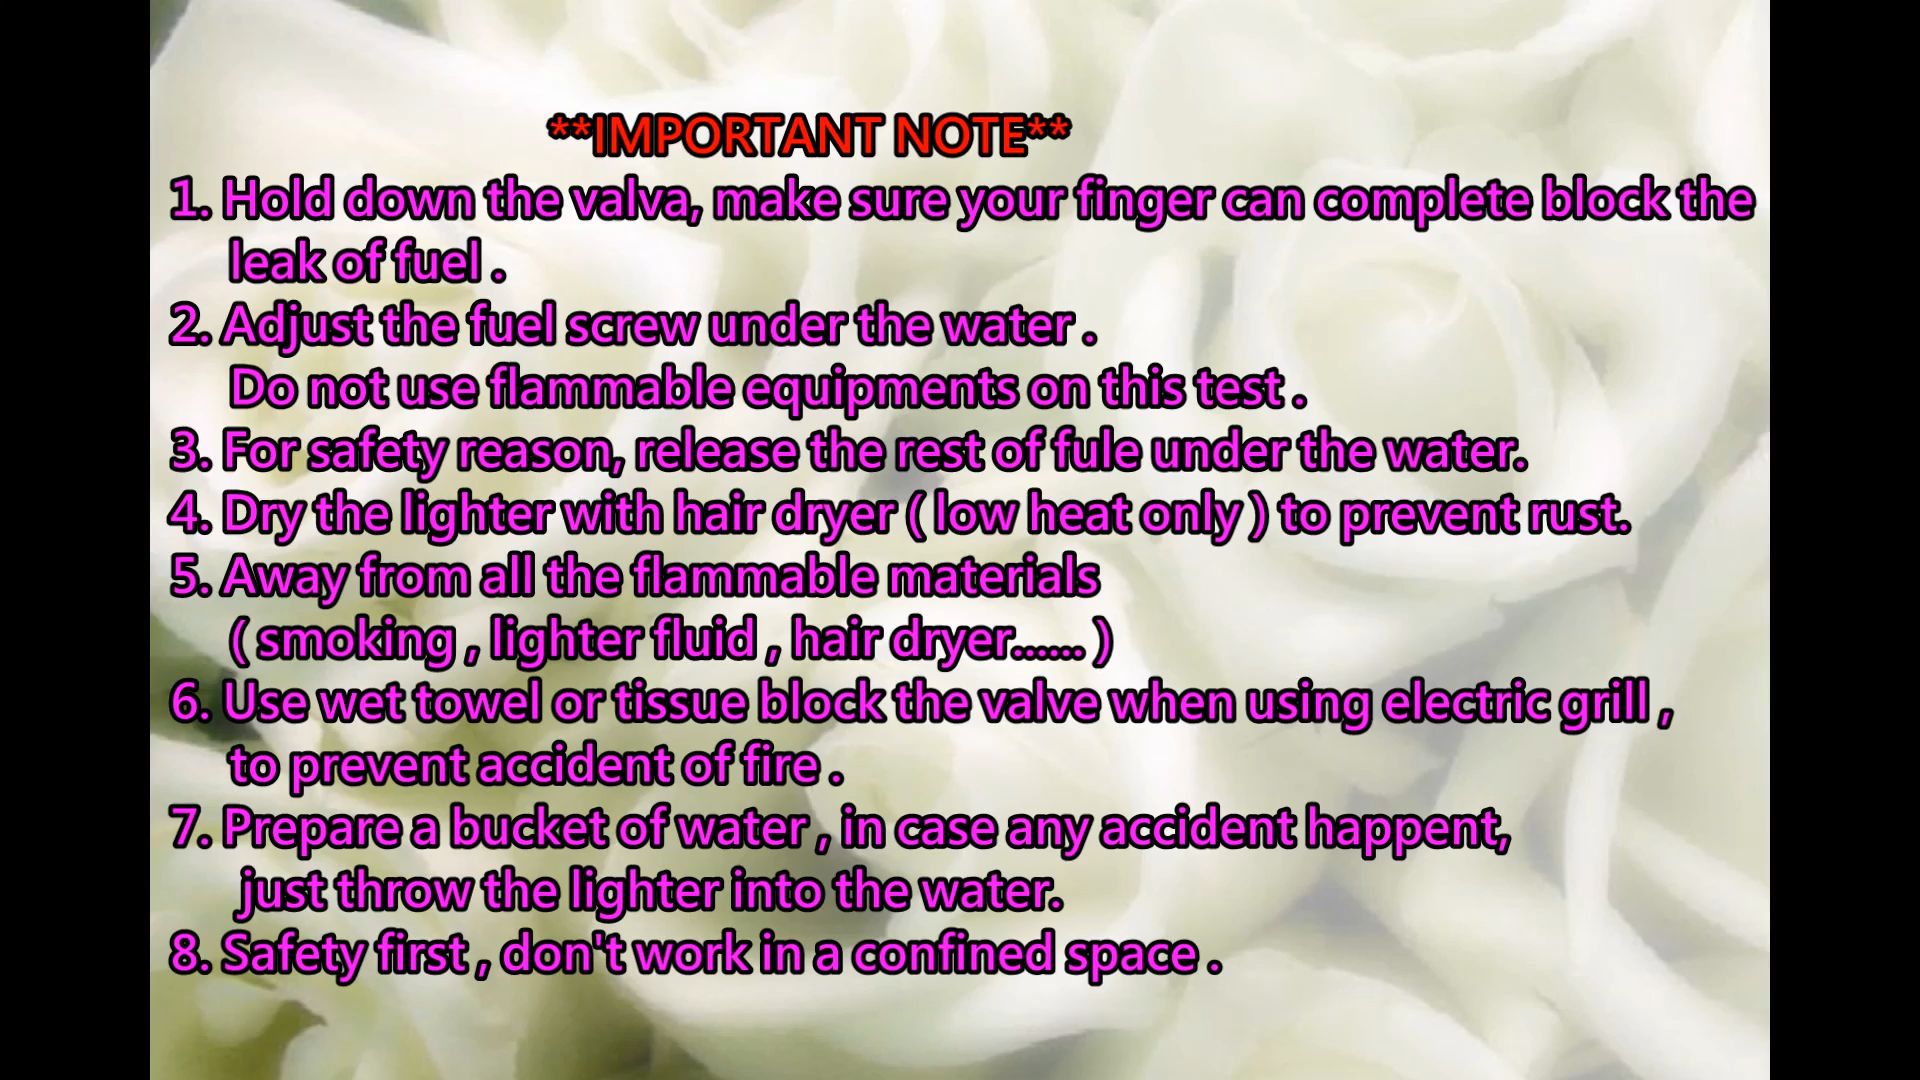 **IMPORTANT NOTE**
1. Hold down the valva, make sure your finger can complete block the
leak of fuel .
2. Adjust the fuel screw under the water .
Do not use flammable equipments on this test .
3. For safety reason, release the rest of fule under the water.
4. Dry the lighter with hair dryer ( low heat only ) to prevent rust.
5. Away from all the flammable materials
( smoking , lighter fluid , hair dryer...... )
6. Use wet towel or tissue block the valve when using electric grill ,
to prevent accident of fire .
7. Prepare a bucket of water , in case any accident happent,
just throw the lighter into the water.
8. Safety first , don't work in a confined space .